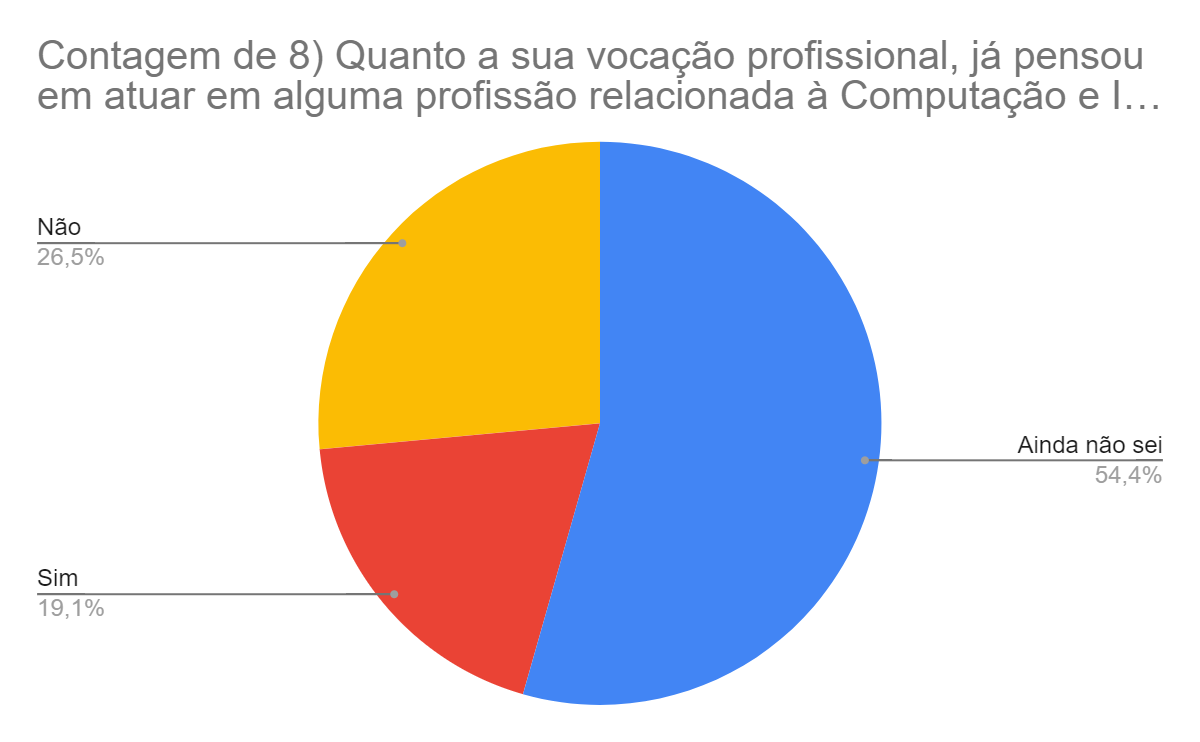 Contagem de 8) Quanto a sua vocação profissional, já pensou
em atuar em alguma profissão relacionada à Computação e I…
Não
26,5%
Ainda não sei
54,4%
Sim
19,1%